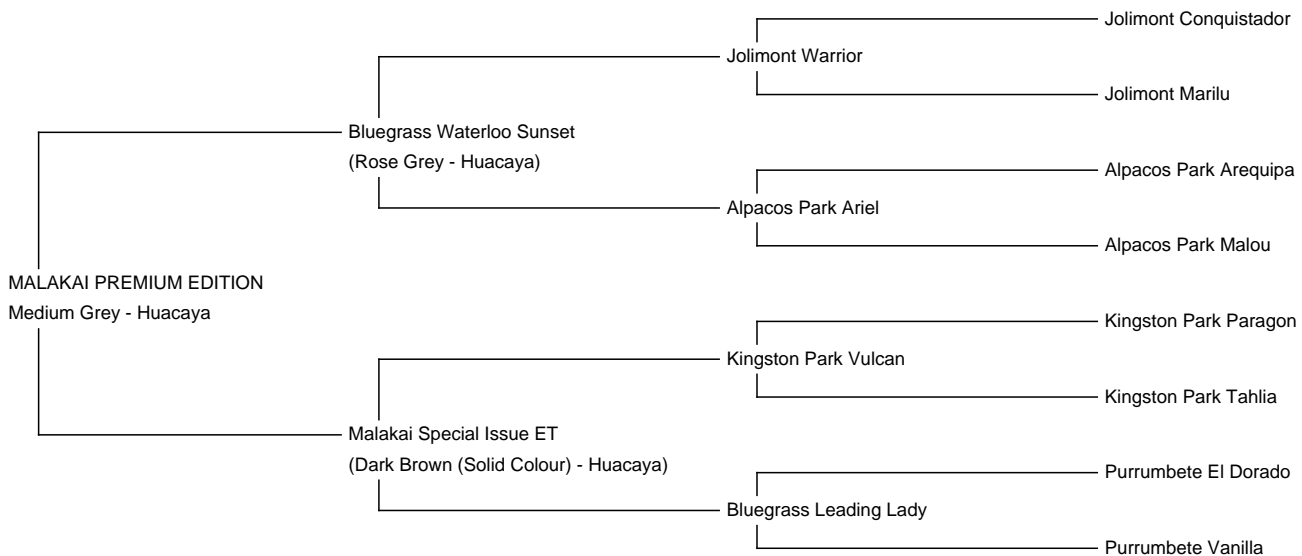 Jolimont Conquistador
Jolimont Warrior
Jolimont Marilu
Bluegrass Waterloo Sunset
(Rose Grey - Huacaya)
Alpacos Park Arequipa
Alpacos Park Ariel
Alpacos Park Malou
MALAKAI PREMIUM EDITION
Medium Grey - Huacaya
Kingston Park Paragon
Kingston Park Vulcan
Kingston Park Tahlia
Malakai Special Issue ET
(Dark Brown (Solid Colour) - Huacaya)
Purrumbete El Dorado
Bluegrass Leading Lady
Purrumbete Vanilla